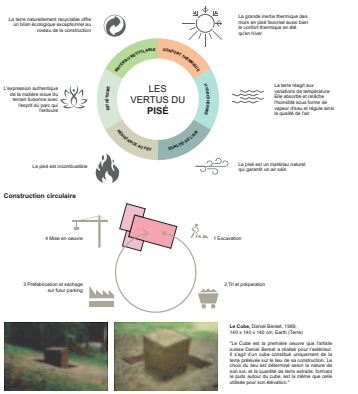 La terre naturellement recyclable offre
un bilan écologique exceptionnel au
niveau de la construction
La grande inertie thermique des
murs en pisé favorise aussi bien
le confort thermique en été
qu'en hiver
MATÉRIAU RECYCLABLE
CONFORT THERMIQUE
L'expression authentique
de la matière issue du
terrain fusionne avec
l'esprit du parc qui
l'entoure
LES
VERTUS DU
PISÉ
La terre réagit aux
variations de température
Elle absorbe et relâche
l'humidité sous forme de
vapeur d'eau et régule ainsi
la qualité de l'air
RÉSISTANCE AU FEU
QUALITÉ DE L'AIR
Le pisé est incombustible
Le pisé est un matériau naturel
qui garantit un air sain
Construction circulaire
4 Mise en oeuvre
1 Excavation
3 Préfabrication et séchage
sur futur parking
2 Tri et préparation
Le Cube, Daniel Berset, 1989,
140 x 140 x 140 cm, Earth (Terre)
"Le Cube est la première oeuvre que l'artiste
suisse Daniel Berset a réalisé pour l'extérieur.
Il s'agit d'un cube constitué uniquement de la
terre prélevée sur le lieu de sa construction. Le
choix du lieu est déterminé selon la nature de
son sol, et la quantité de terre extraite, formant
le puits autour du cube, est la même que celle
utilisée pour son élévation."